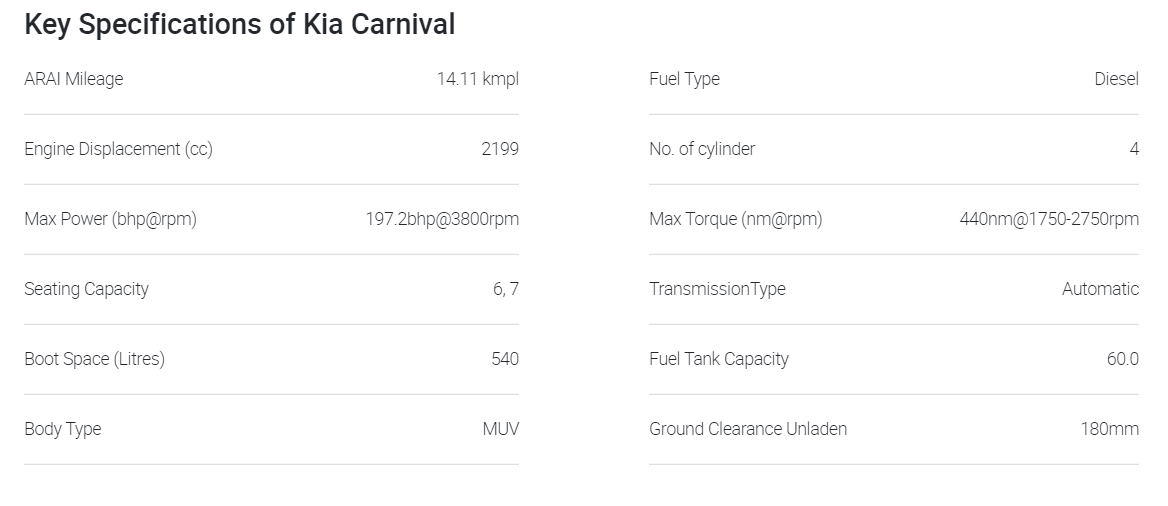 Key Specifications of Kia Carnival
ARAI Mileage 14.11 kmpl Fuel Type Diesel
Engine Displacement (cc) 2199 No. of cylinder 4
Max Power (bhp@rpm) 197.2bhp@3800rpm Max Torque (nm@rpm) 440nm@1750-2750rpm
Seating Capacity 6, 7 TransmissionType Automatic
Boot Space (Litres) 540 Fuel Tank Capacity 60.0
Body Type MUV Ground Clearance Unladen 180mm